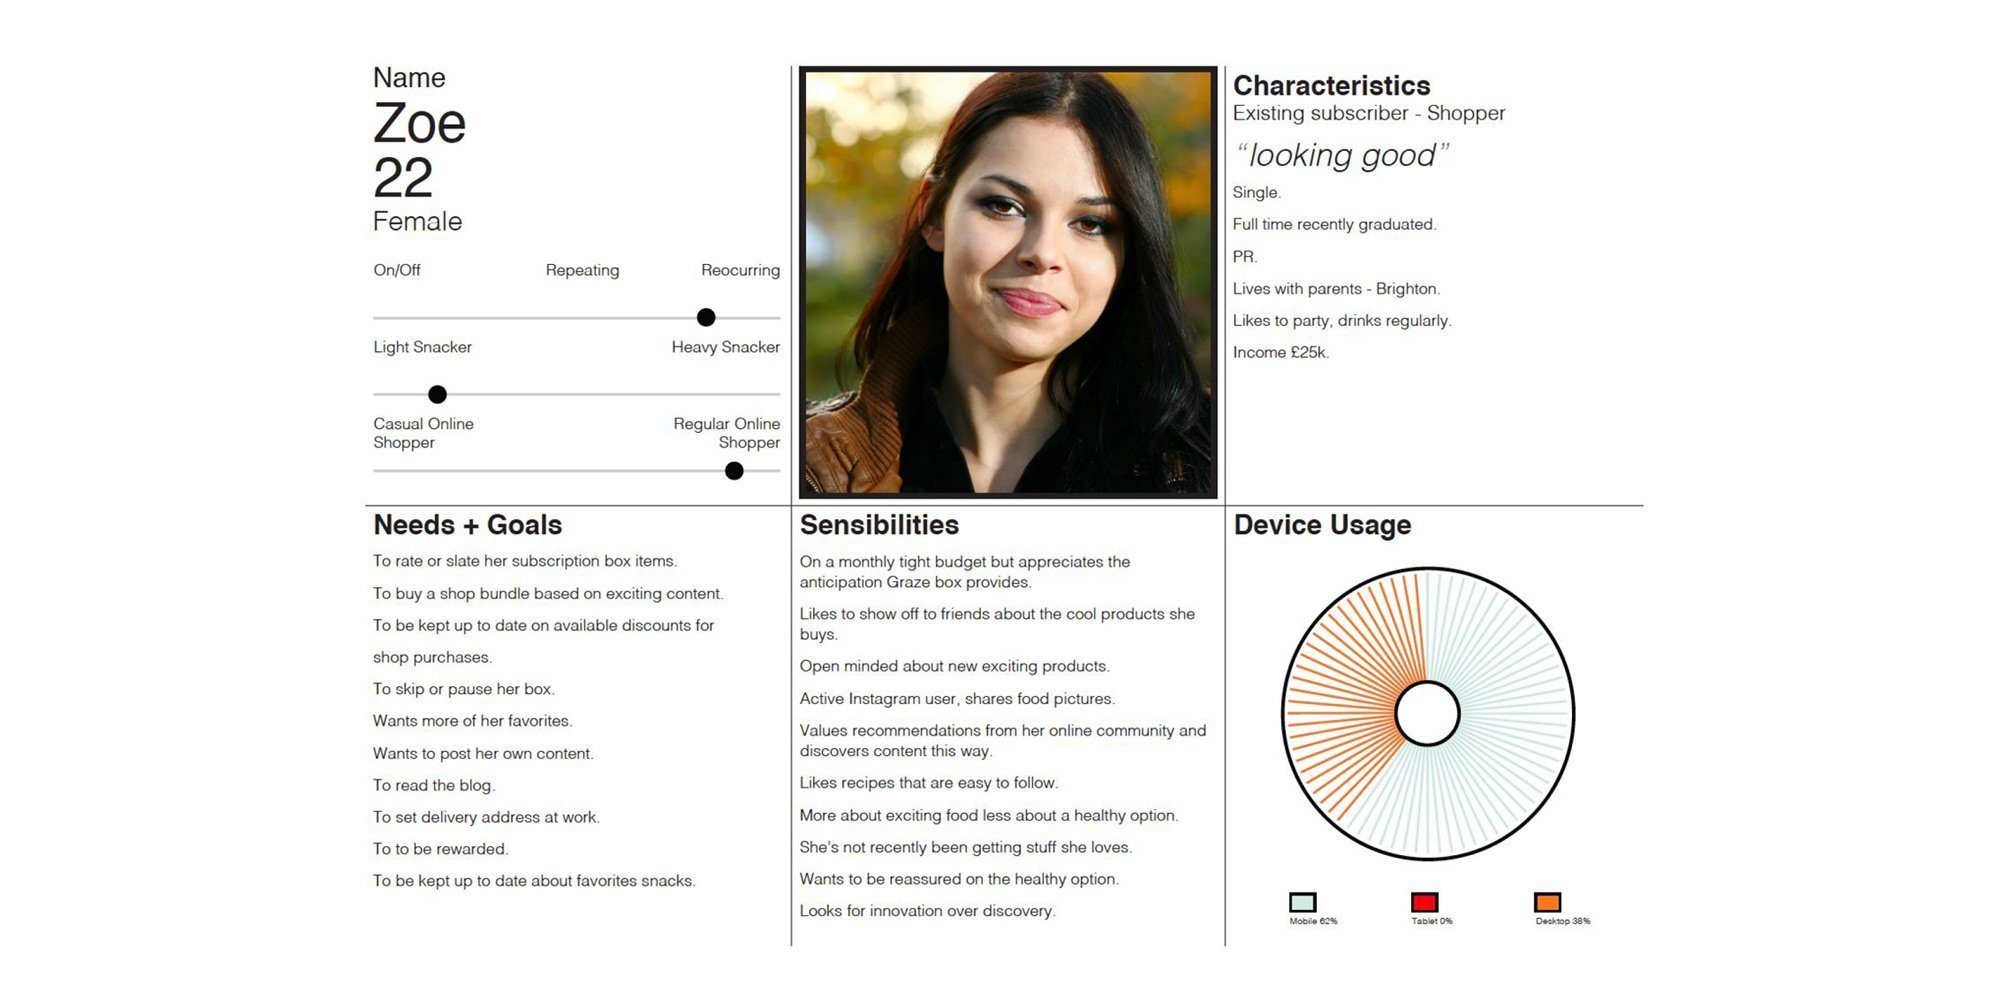 Name
Zoe
22
Female
On/Off Repeating Reocurring
Light Snacker Heavy Snacker
Casual Online
Shopper
Regular Online
Shopper
Characteristics
Existing subscriber - Shopper
“looking good”
Single.
Full time recently graduated.
PR.
Lives with parents - Brighton.
Likes to party, drinks regularly.
Income £25k.
Needs + Goals
To rate or slate her subscription box items.
To buy a shop bundle based on exciting content.
To be kept up to date on available discounts for
shop purchases.
To skip or pause her box.
Wants more of her favorites.
Wants to post her own content.
To read the blog.
To set delivery address at work.
To to be rewarded.
To be kept up to date about favorites snacks.
Sensibilities
On a monthly tight budget but appreciates the
anticipation Graze box provides.
Likes to show off to friends about the cool products she
buys.
Open minded about new exciting products.
Active Instagram user, shares food pictures.
Values recommendations from her online community and
discovers content this way.
Likes recipes that are easy to follow.
More about exciting food less about a healthy option.
She's not recently been getting stuff she loves.
Wants to be reassured on the healthy option.
Looks for innovation over discovery.
Device Usage
Mobile 62% Tablet 0% Desktop 38%